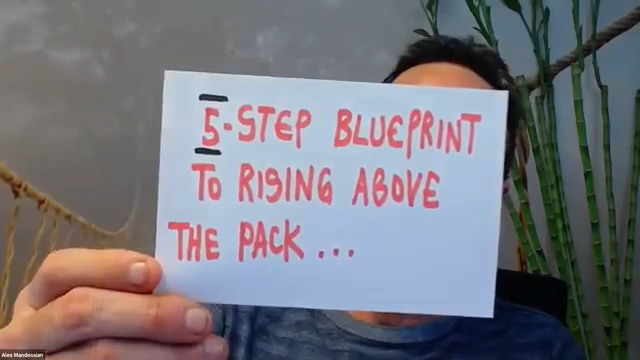 5-STEP BLUEPRINT
TO RISING ABOVE
THE PACK ...
Alex Mandossian